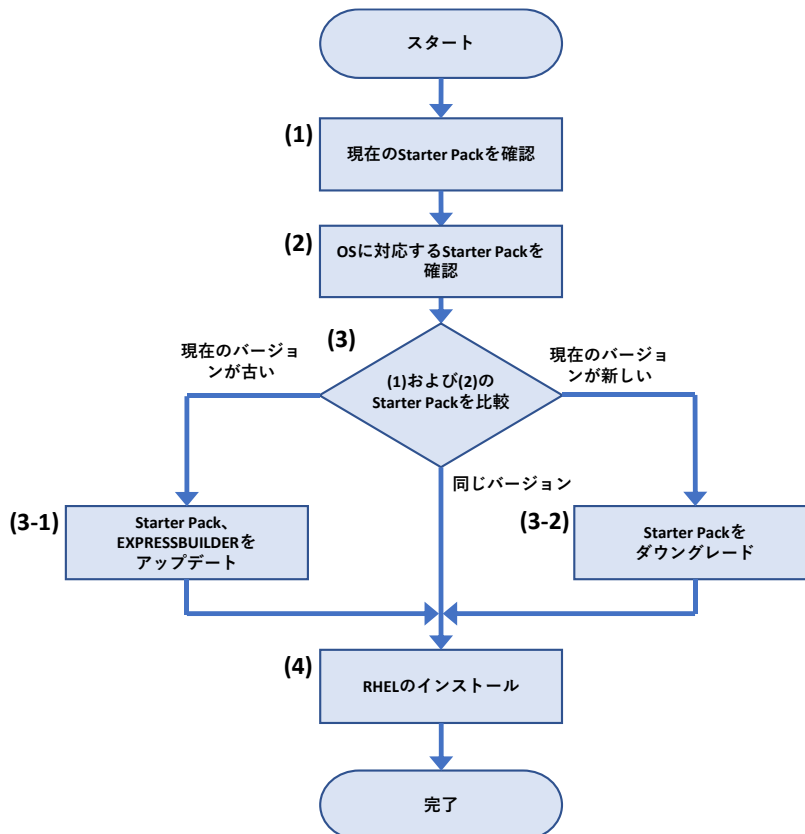 スタート
(1)
現在のStarter Packを確認
(2)
OSに対応するStarter Packを
確認
(3)
現在のバージョ
ンが古い
(1)および(2)の
Starter Packを比較
現在のバージョ
ンが新しい
同じバージョン
(3-1)
Starter Pack、
EXPRESSBUILDERを
アップデート
(3-2)
Starter Packを
ダウングレード
(4)
RHELのインストール
完了